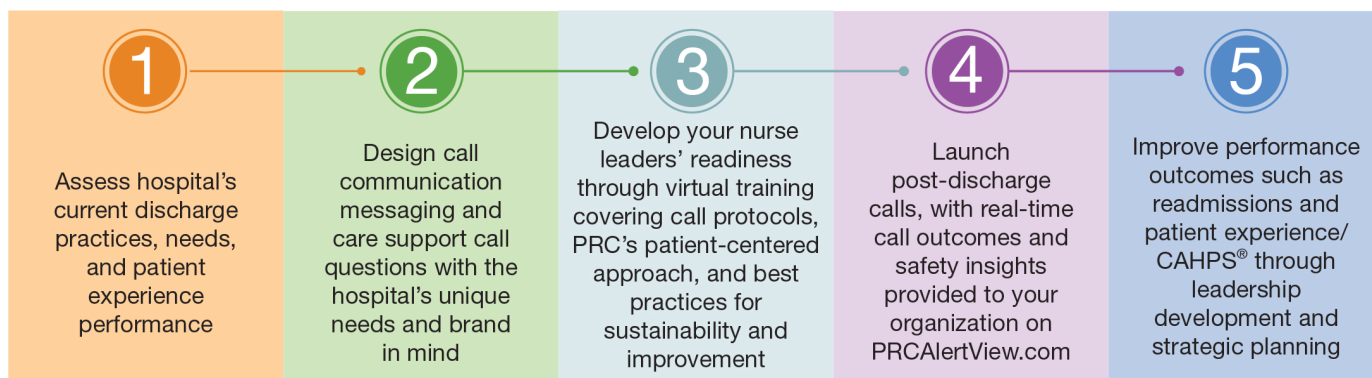 1
Assess hospital's
current discharge
practices, needs,
and patient
experience
performance
2
Design call
communication
messaging and
care support call
questions with the
hospital's unique
needs and brand
in mind
3
Develop your nurse
leaders' readiness
through virtual training
covering call protocols,
PRC's patient-centered
approach, and best
practices for
sustainability and
improvement
4
Launch
post-discharge
calls, with real-time
call outcomes and
safety insights
provided to your
organization on
PRCAlertView.com
5
Improve performance
outcomes such as
readmissions and
patient experience/
CAHPS® through
leadership
development and
strategic planning